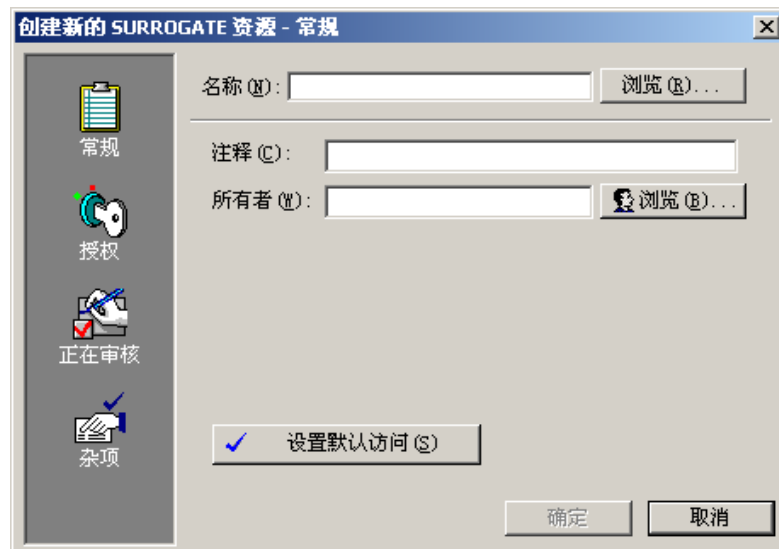 创建新的 SURROGATE 资源 - 常规
常规
授权
正在审核
杂项
名称(N):
浏览(R)...
注释(C):
所有者(W):
浏览(B)...
设置默认访问(S)
确定
取消